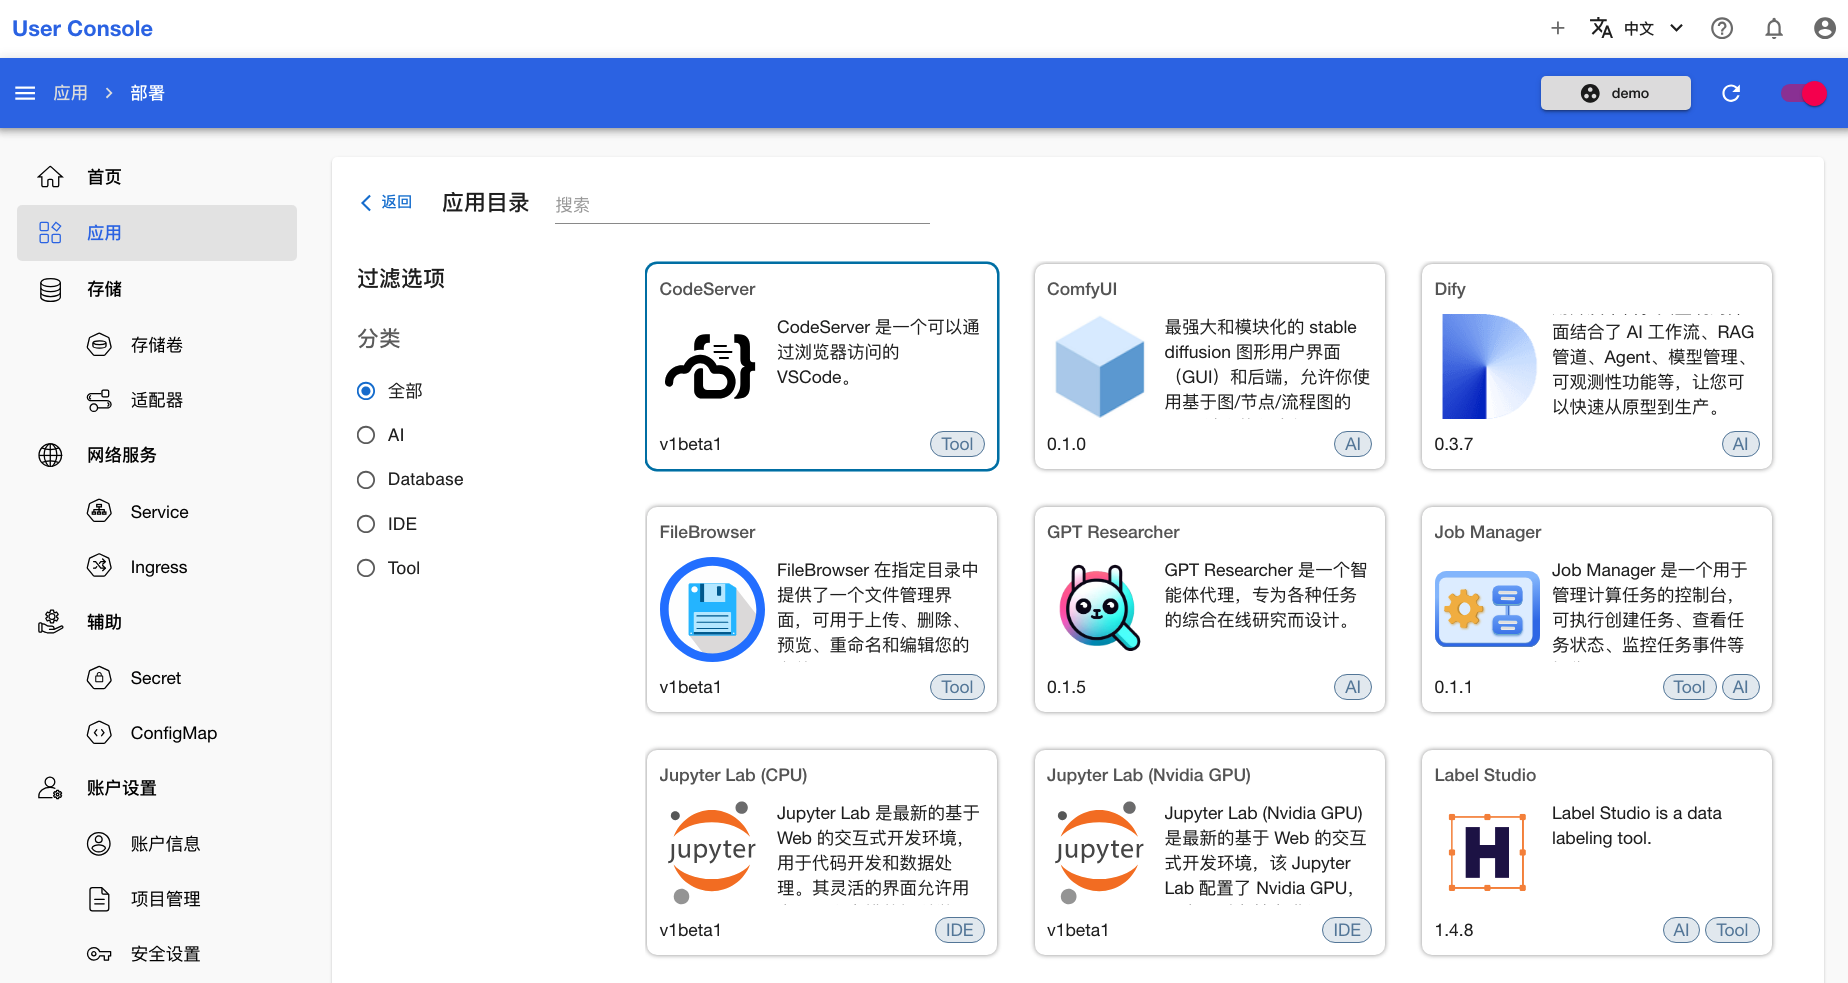 User Console
中文
应用
部署
demo
首页
应用
存储
存储卷
适配器
网络服务
Service
Ingress
辅助
Secret
ConfigMap
账户设置
账户信息
项目管理
安全设置
返回
应用目录
搜索
过滤选项
分类
全部
AI
Database
IDE
Tool
CodeServer
CodeServer 是一个可以通
过浏览器访问的
VSCode。
v1beta1
Tool
ComfyUI
最强大和模块化的 stable
diffusion 图形用户界面
（GUI）和后端，允许你使
用基于图/节点/流程图的
0.1.0
AI
Dify
面结合了 AI 工作流、RAG
管道、Agent、模型管理、
可观测性功能等，让您可
以快速从原型到生产。
0.3.7
AI
FileBrowser
FileBrowser 在指定目录中
提供了一个文件管理界
面，可用于上传、删除、
预览、重命名和编辑您的
v1beta1
Tool
GPT Researcher
GPT Researcher 是一个智
能体代理，专为各种任务
的综合在线研究而设计。
0.1.5
AI
Job Manager
Job Manager 是一个用于
管理计算任务的控制台，
可执行创建任务、查看任
务状态、监控任务事件等
0.1.1
Tool
AI
Jupyter Lab (CPU)
jupyter
Jupyter Lab 是最新的基于
Web 的交互式开发环境，
用于代码开发和数据处
理。其灵活的界面允许用
v1beta1
IDE
Jupyter Lab (Nvidia GPU)
jupyter
Jupyter Lab (Nvidia GPU)
是最新的基于 Web 的交互
式开发环境，该 Jupyter
Lab 配置了 Nvidia GPU，
v1beta1
IDE
Label Studio
Label Studio is a data
labeling tool.
1.4.8
AI
Tool